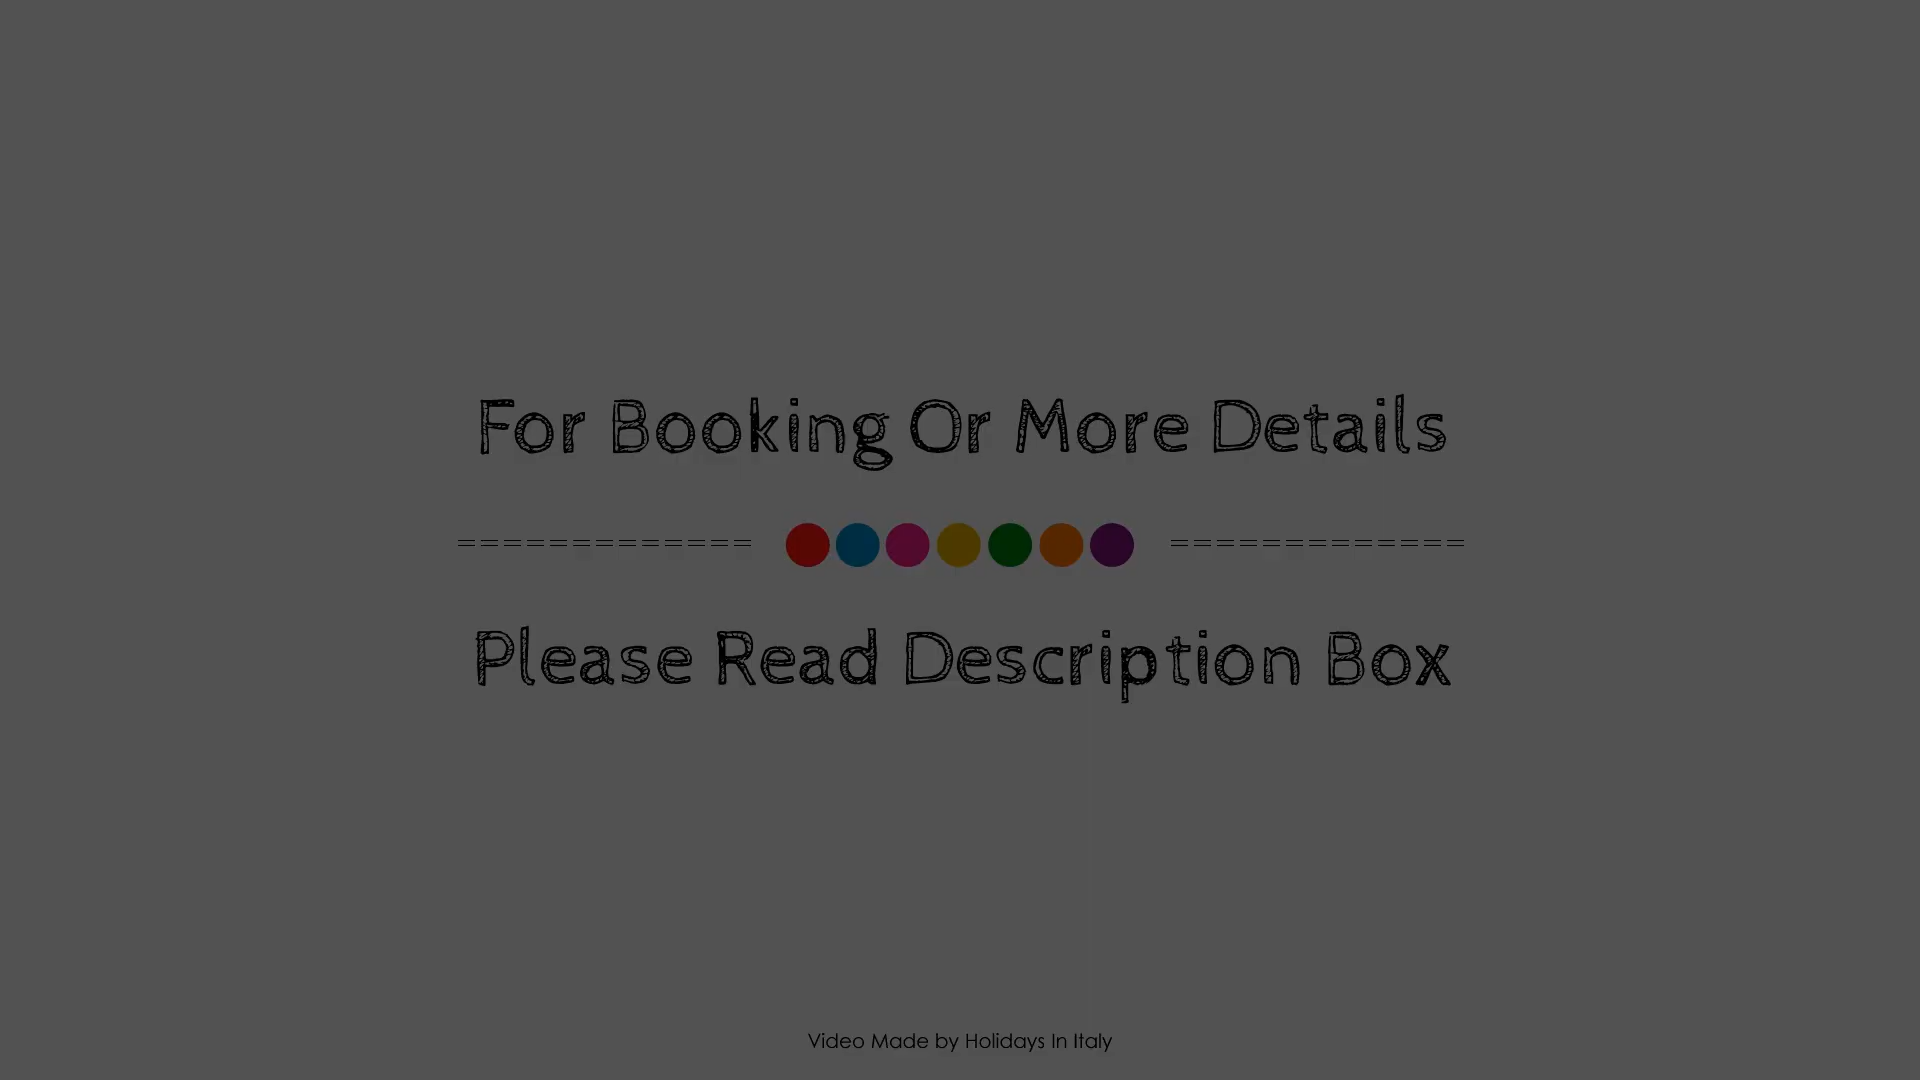 For Booking Or More Details
============= =============
Please Read Description Box
Video Made by Holidays In Italy